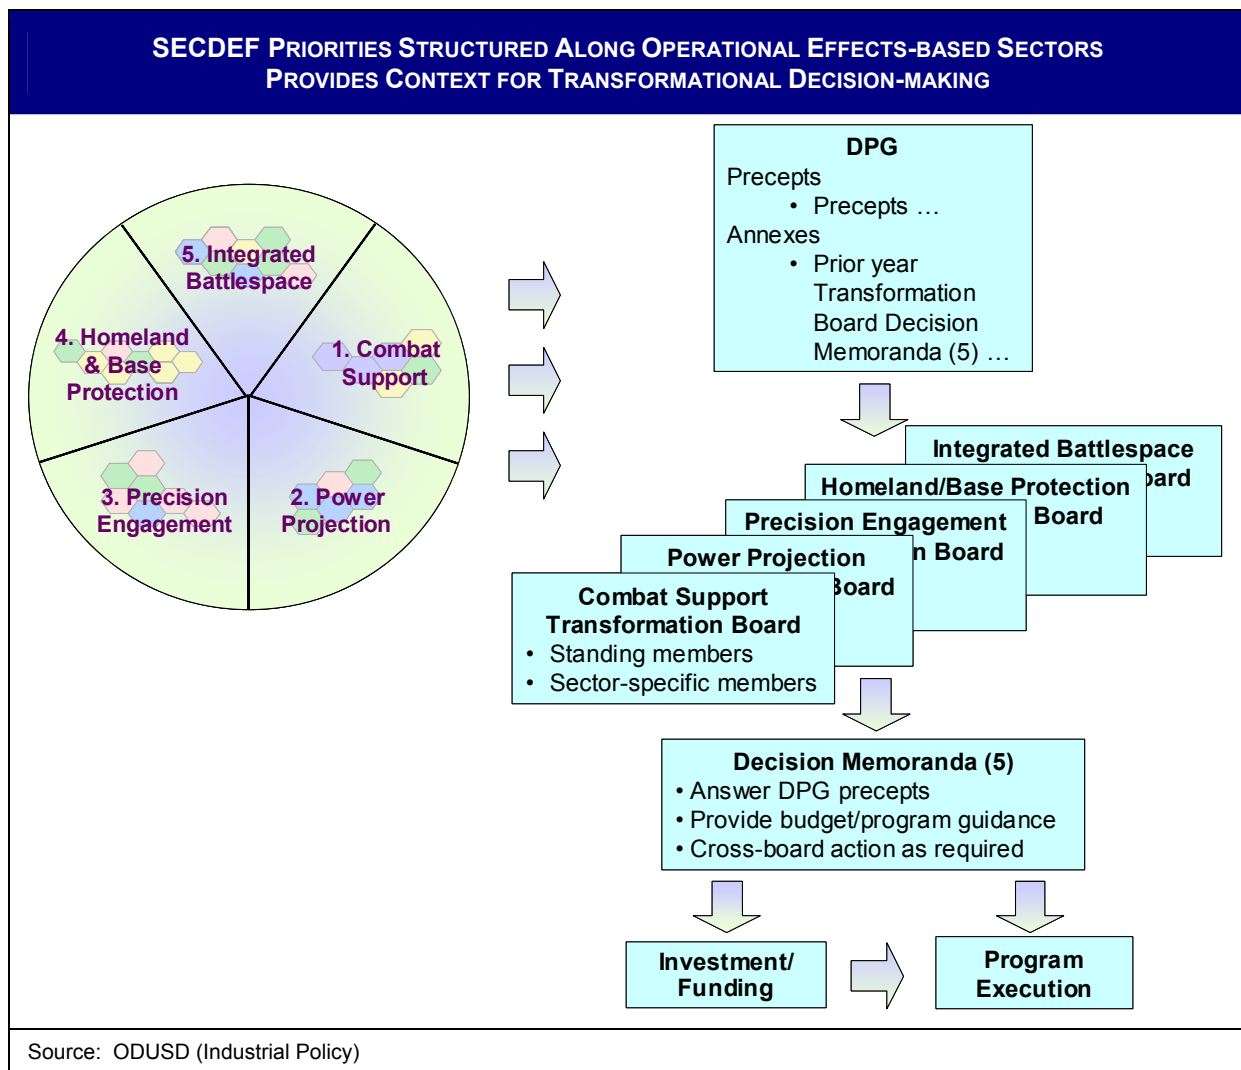 SECDEF PRIORITIES STRUCTURED ALONG OPERATIONAL EFFECTS-BASED SECTORS
PROVIDES CONTEXT FOR TRANSFORMATIONAL DECISION-MAKING
5. Integrated
Battlespace
4. Homeland
& Base
Protection
1. Combat
Support
3. Precision
Engagement
2. Power
Projection
DPG
Precepts
• Precepts …
Annexes
• Prior year
Transformation
Board Decision
Memoranda (5) …
Integrated Battlespace
Homeland/Base Protection
Board
Precision Engagement
Board
Power Projection
Board
Combat Support
Transformation Board
• Standing members
• Sector-specific members
Decision Memoranda (5)
• Answer DPG precepts
• Provide budget/program guidance
• Cross-board action as required
Investment/
Funding
Program
Execution
Source: ODUSD (Industrial Policy)